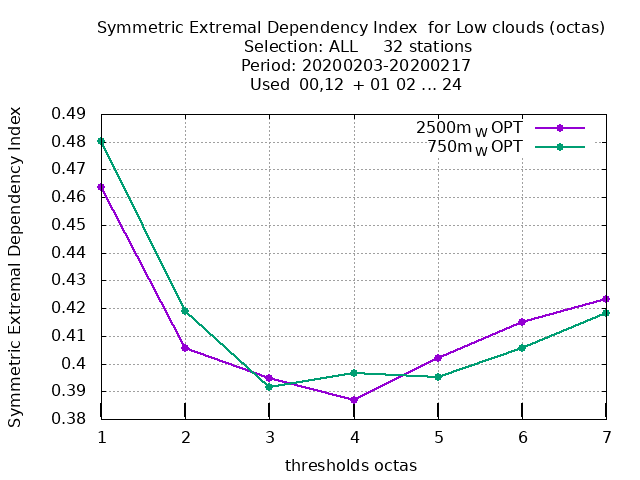 Symmetric Extremal Dependency Index  for Low clouds (octas)
Selection: ALL     32 stations
Period: 20200203-20200217
Used  00,12  + 01 02 ... 24
Symmetric Extremal Dependency Index
0.49
0.48
0.47
0.46
0.45
0.44
0.43
0.42
0.41
0.4
0.39
0.38
2500m W OPT
750m W OPT
1 2 3 4 5 6 7
thresholds octas